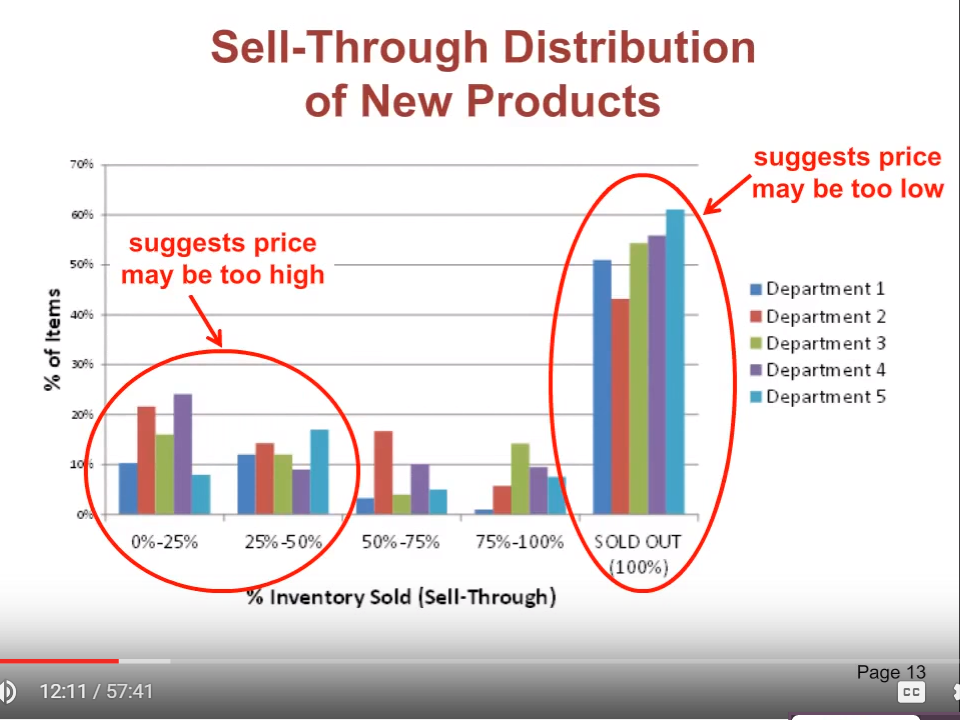 Sell-Through Distribution
of New Products
suggests price
may be too low
suggests price
may be too high
70%
60%
50%
40%
30%
20%
10%
0%
% of Items
Department 1
Department 2
Department 3
Department 4
Department 5
0%-25% 25%-50% 50%-75% 75%-100% SOLD OUT
(100%)
% Inventory Sold (Sell-Through)
Page 13
12:11 / 57:41
CC